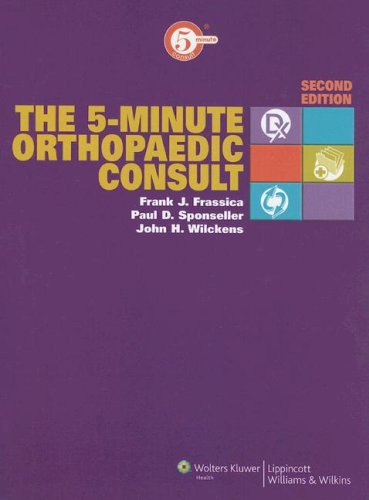 5
minute
CONSULT
SECOND
EDITION
THE 5-MINUTE
ORTHOPAEDIC
CONSULT
Frank J. Frassica
Paul D. Sponseller
John H. Wilckens
Dx
Wolters Kluwer
Health
Lippincott
Williams & Wilkins